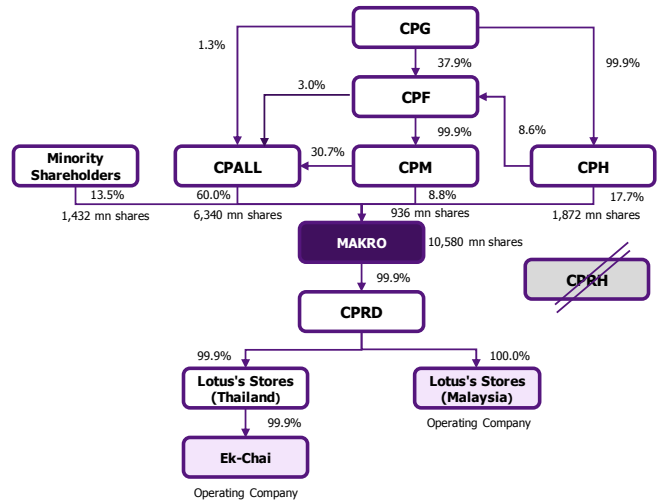 CPG
1.3%
37.9%
99.9%
3.0%
CPF
8.6%
99.9%
Minority
Shareholders
CPALL
30.7%
CPM
CPH
13.5%
60.0%
8.8%
17.7%
1,432 mn shares
6,340 mn shares
936 mn shares
1,872 mn shares
MAKRO
10,580 mn shares
99.9%
CPRH
CPRD
99.9%
100.0%
Lotus's Stores
(Thailand)
Lotus's Stores
(Malaysia)
99.9%
Operating Company
Ek-Chai
Operating Company